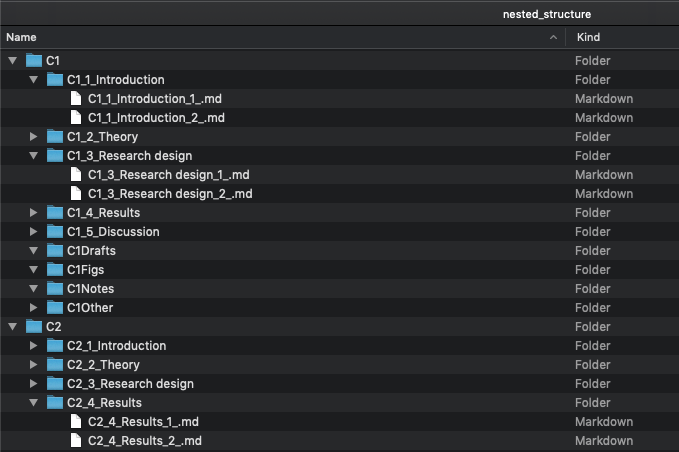 nested_structure
Name Kind
C1 Folder
C1_1_Introduction Folder
C1_1_Introduction_1_.md Markdown
C1_1_Introduction_2_.md Markdown
C1_2_Theory Folder
C1_3_Research design Folder
C1_3_Research design_1_.md Markdown
C1_3_Research design_2_.md Markdown
C1_4_Results Folder
C1_5_Discussion Folder
C1Drafts Folder
C1Figs Folder
C1Notes Folder
C1Other Folder
C2 Folder
C2_1_Introduction Folder
C2_2_Theory Folder
C2_3_Research design Folder
C2_4_Results Folder
C2_4_Results_1_.md Markdown
C2_4_Results_2_.md Markdown